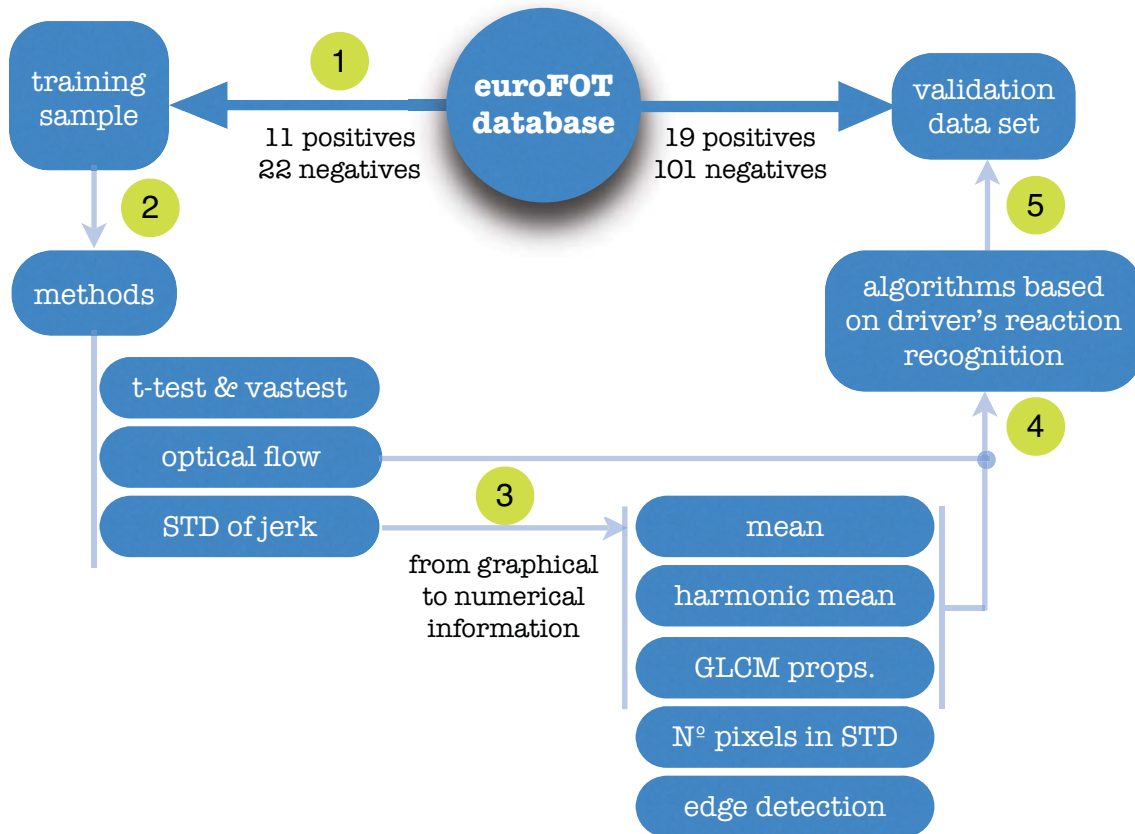 training
sample
1
euroFOT
database
validation
data set
11 positives
22 negatives
19 positives
101 negatives
2
5
methods
algorithms based
on driver's reaction
recognition
t-test & vastest
optical flow
STD of jerk
3
4
from graphical
to numerical
information
mean
harmonic mean
GLCM props.
Nº pixels in STD
edge detection